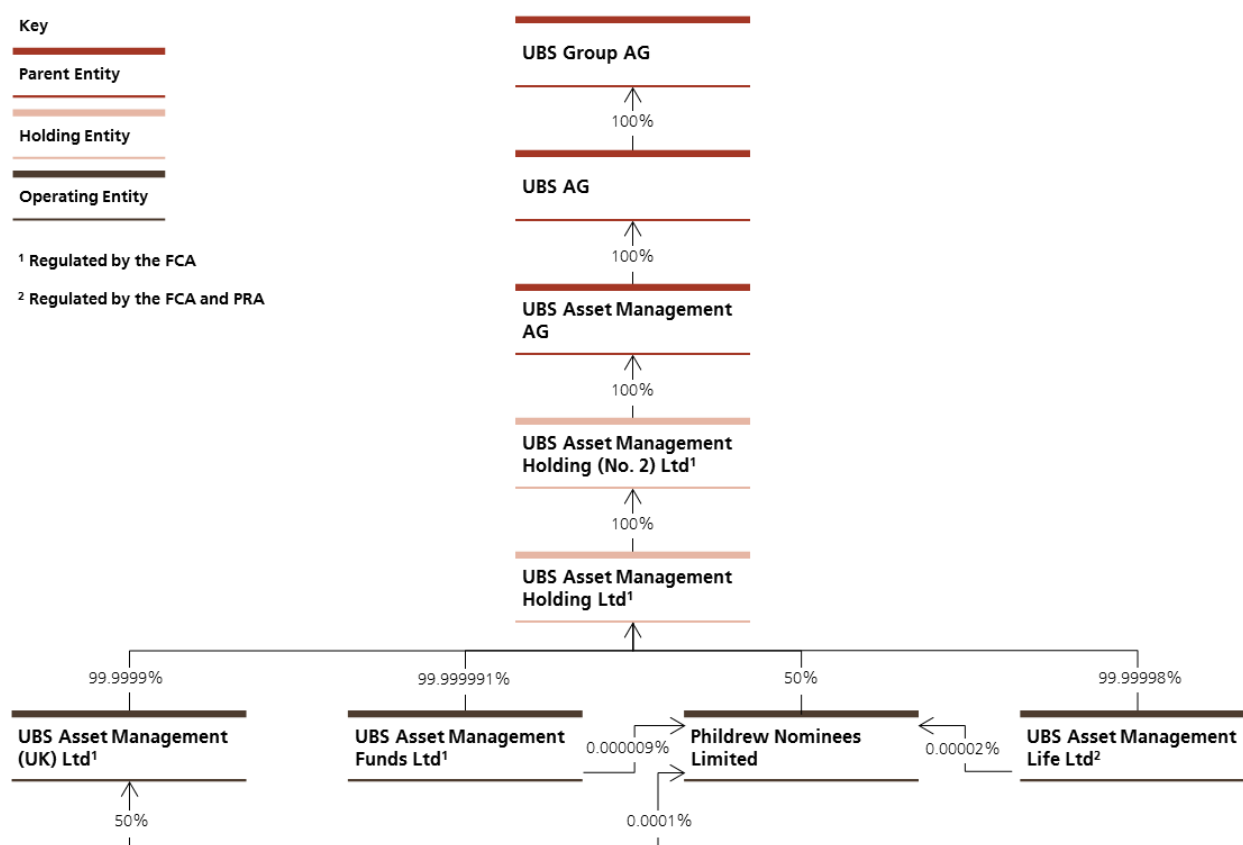 Key
Parent Entity
Holding Entity
Operating Entity
¹ Regulated by the FCA
² Regulated by the FCA and PRA
UBS Group AG
100%
UBS AG
100%
UBS Asset Management
AG
100%
UBS Asset Management
Holding (No. 2) Ltd¹
100%
UBS Asset Management
Holding Ltd¹
99.9999%
99.999991%
50%
99.99998%
UBS Asset Management
(UK) Ltd¹
UBS Asset Management
Funds Ltd¹
0.000009%
Phildrew Nominees
Limited
0.00002%
UBS Asset Management
Life Ltd²
50%
0.0001%